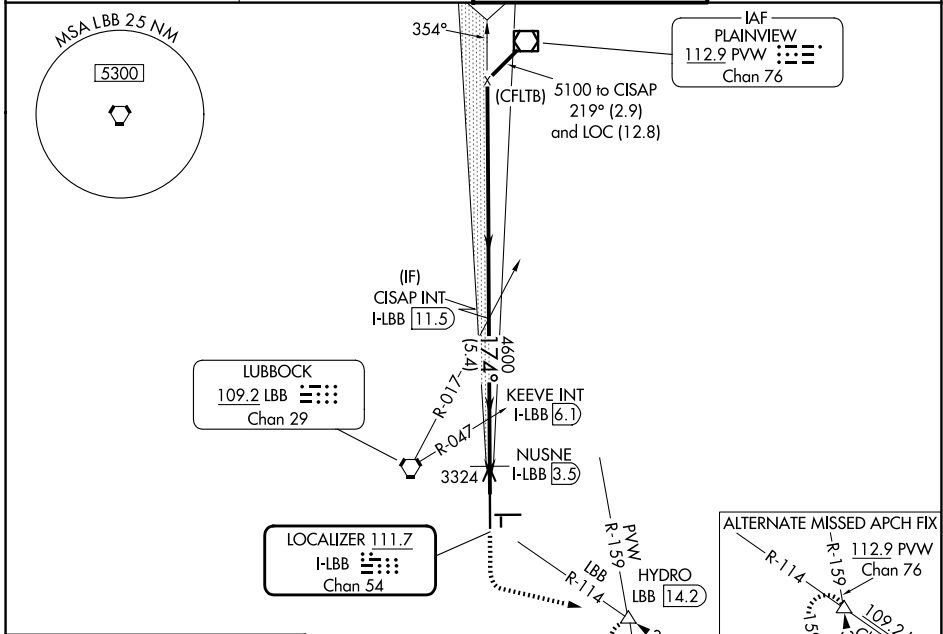 MSA LBB 25 NM
5300
354°
IAF
PLAINVIEW
112.9 PVW
Chan 76
(CFLTB)
5100 to CISAP
219° (2.9)
and LOC (12.8)
(IF)
CISAP INT
I-LBB 11.5
4600
174°
(5.4)
LUBBOCK
109.2 LBB
Chan 29
R-017
R-047
KEEVE INT
I-LBB 6.1
NUSNE
I-LBB 3.5
3324
LOCALIZER 111.7
I-LBB
Chan 54
PVW
R-159
LBB
R-114
HYDRO
LBB 14.2
ALTERNATE MISSED APCH FIX
R-114
R-159
112.9 PVW
Chan 76
109.2